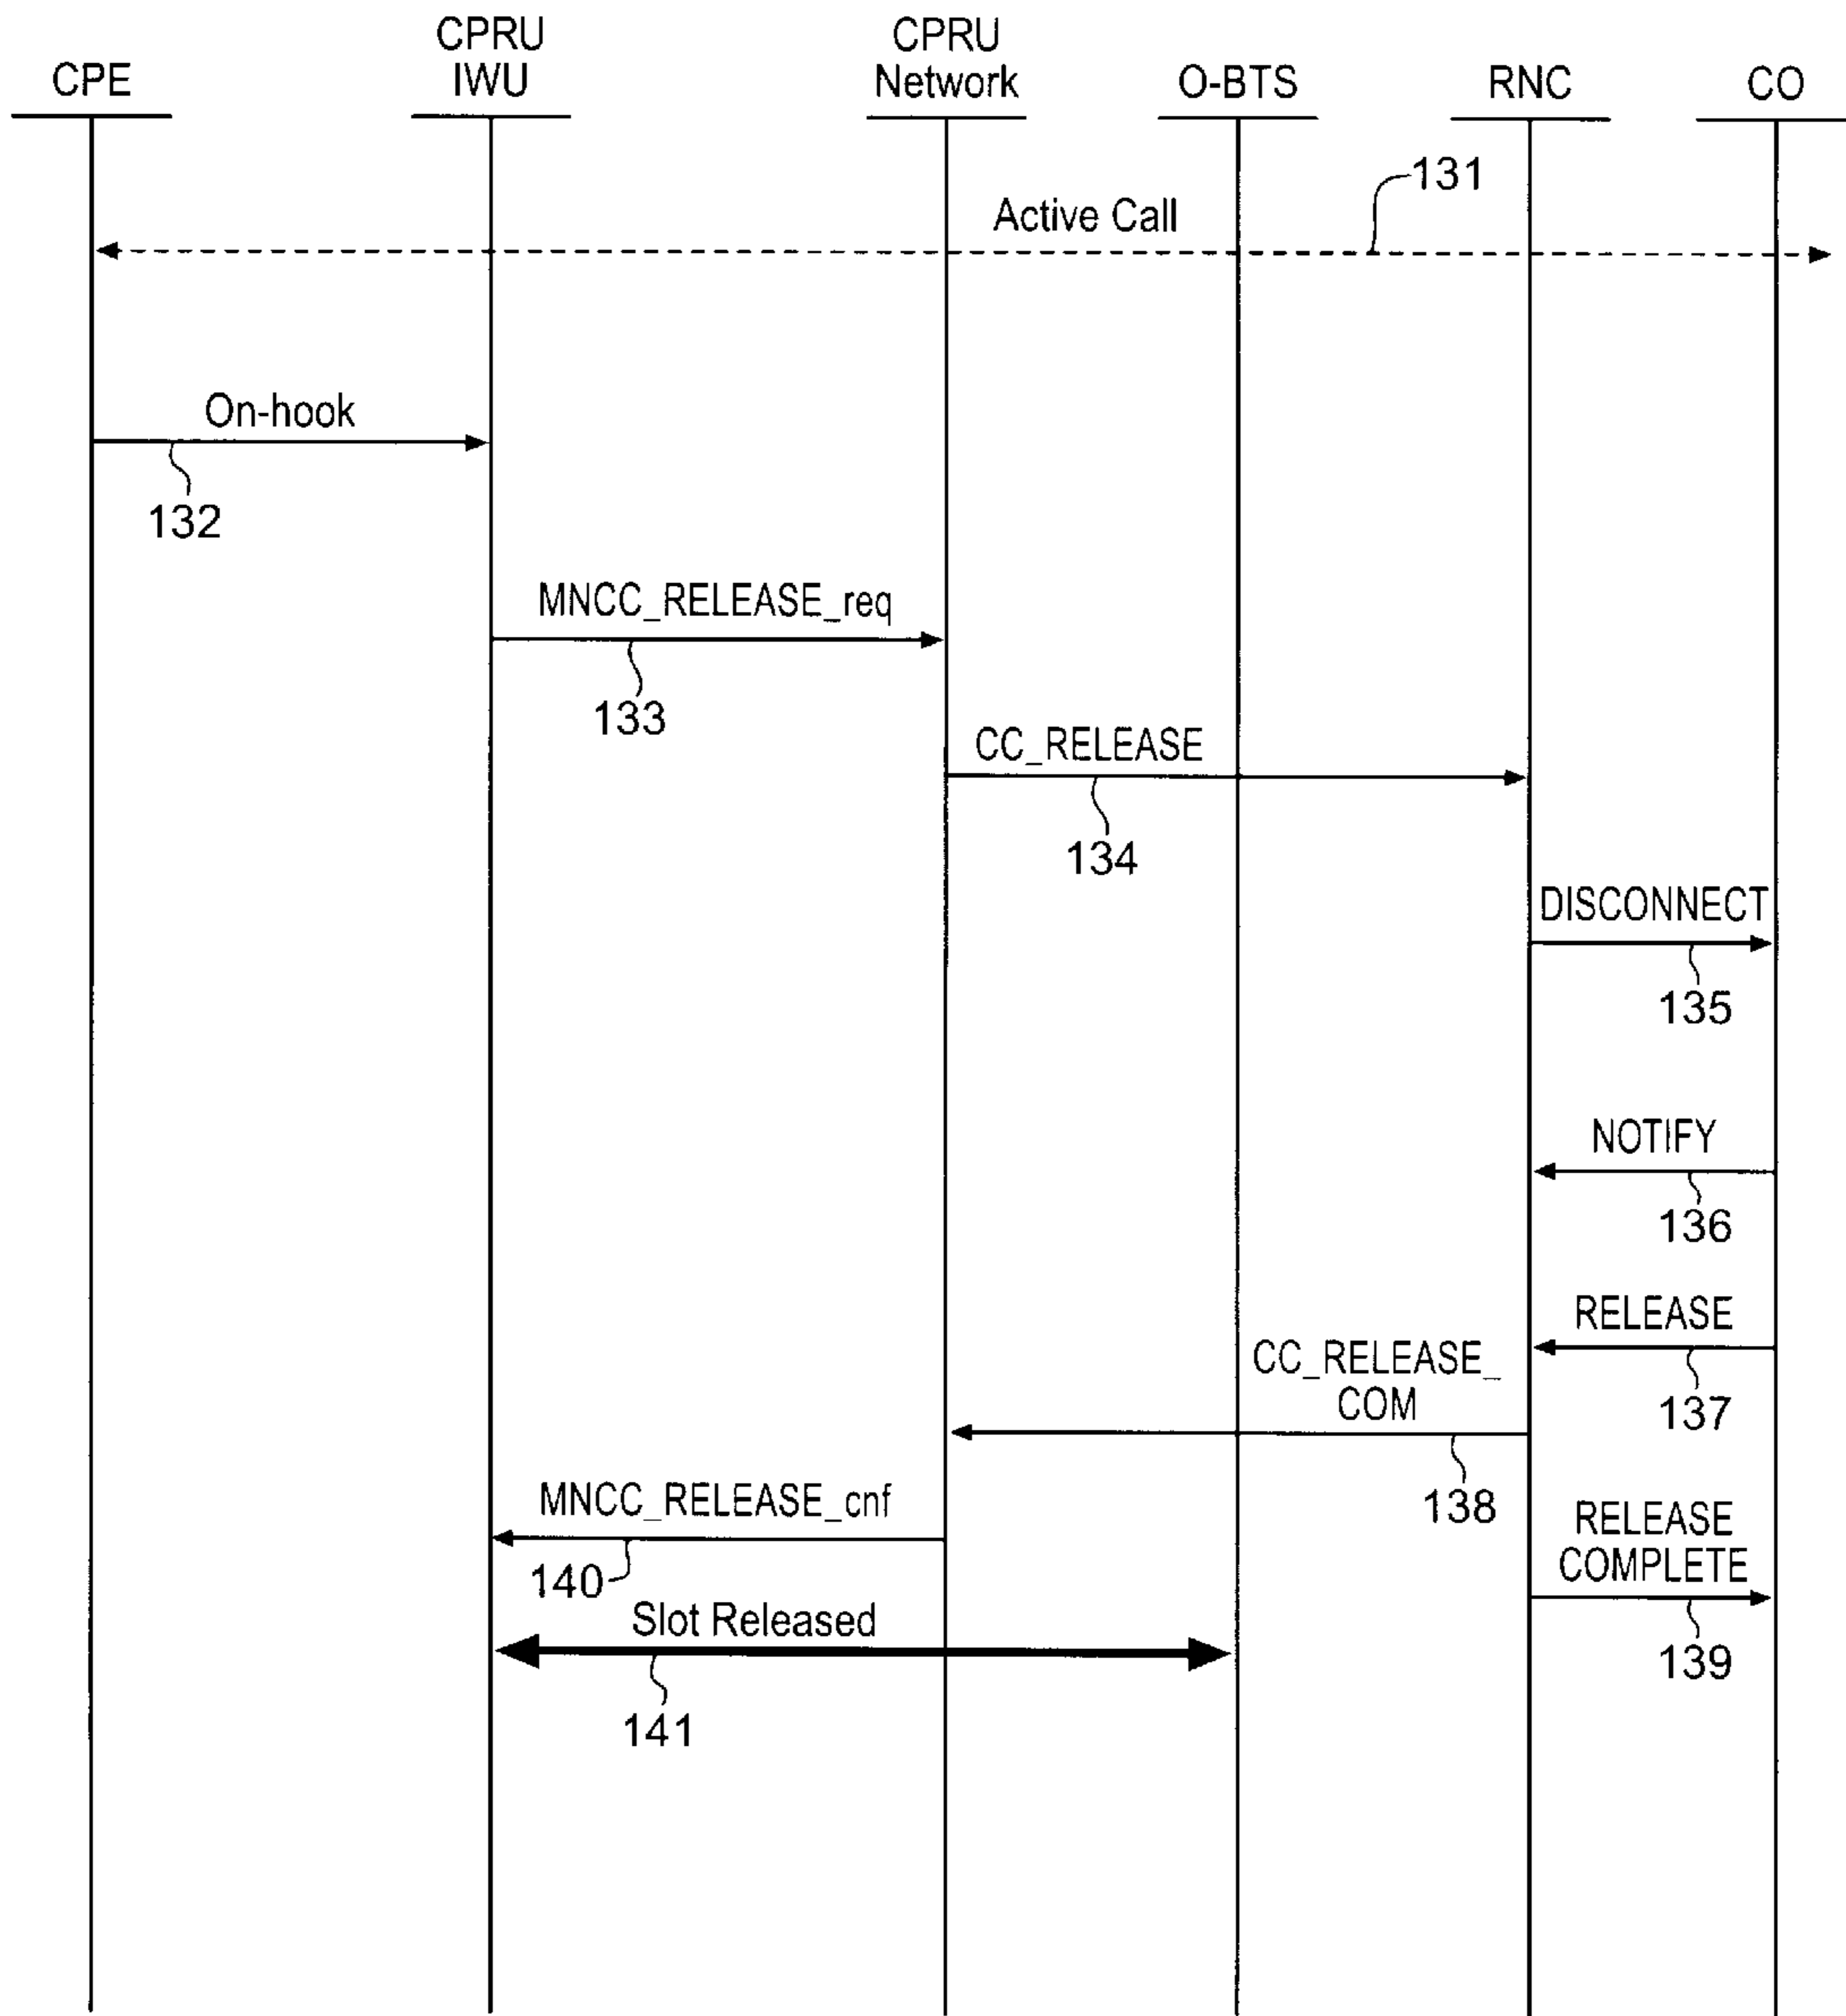 CPE
CPRU
IWU
CPRU
Network
O-BTS
RNC
CO
131
Active Call
On-hook
132
MNCC_RELEASE_req
133
CC_RELEASE
134
DISCONNECT
135
NOTIFY
136
RELEASE
137
CC_RELEASE_
COM
138
MNCC_RELEASE_cnf
140
RELEASE
COMPLETE
139
Slot Released
141